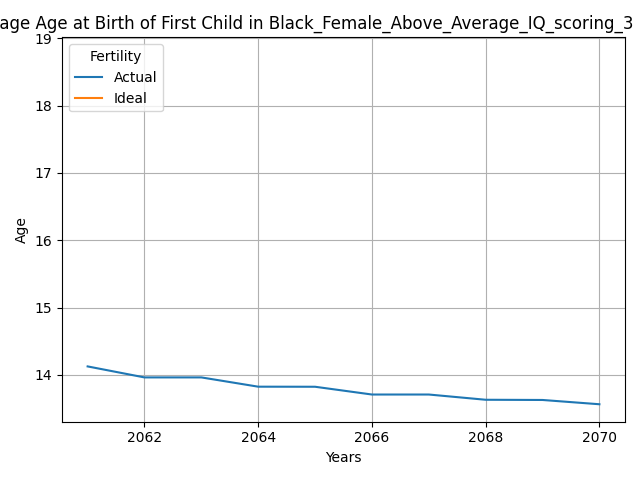 age Age at Birth of First Child in Black_Female_Above_Average_IQ_scoring_3
19
18
17
16
15
14
Age
Fertility
Actual
Ideal
2062 2064 2066 2068 2070
Years